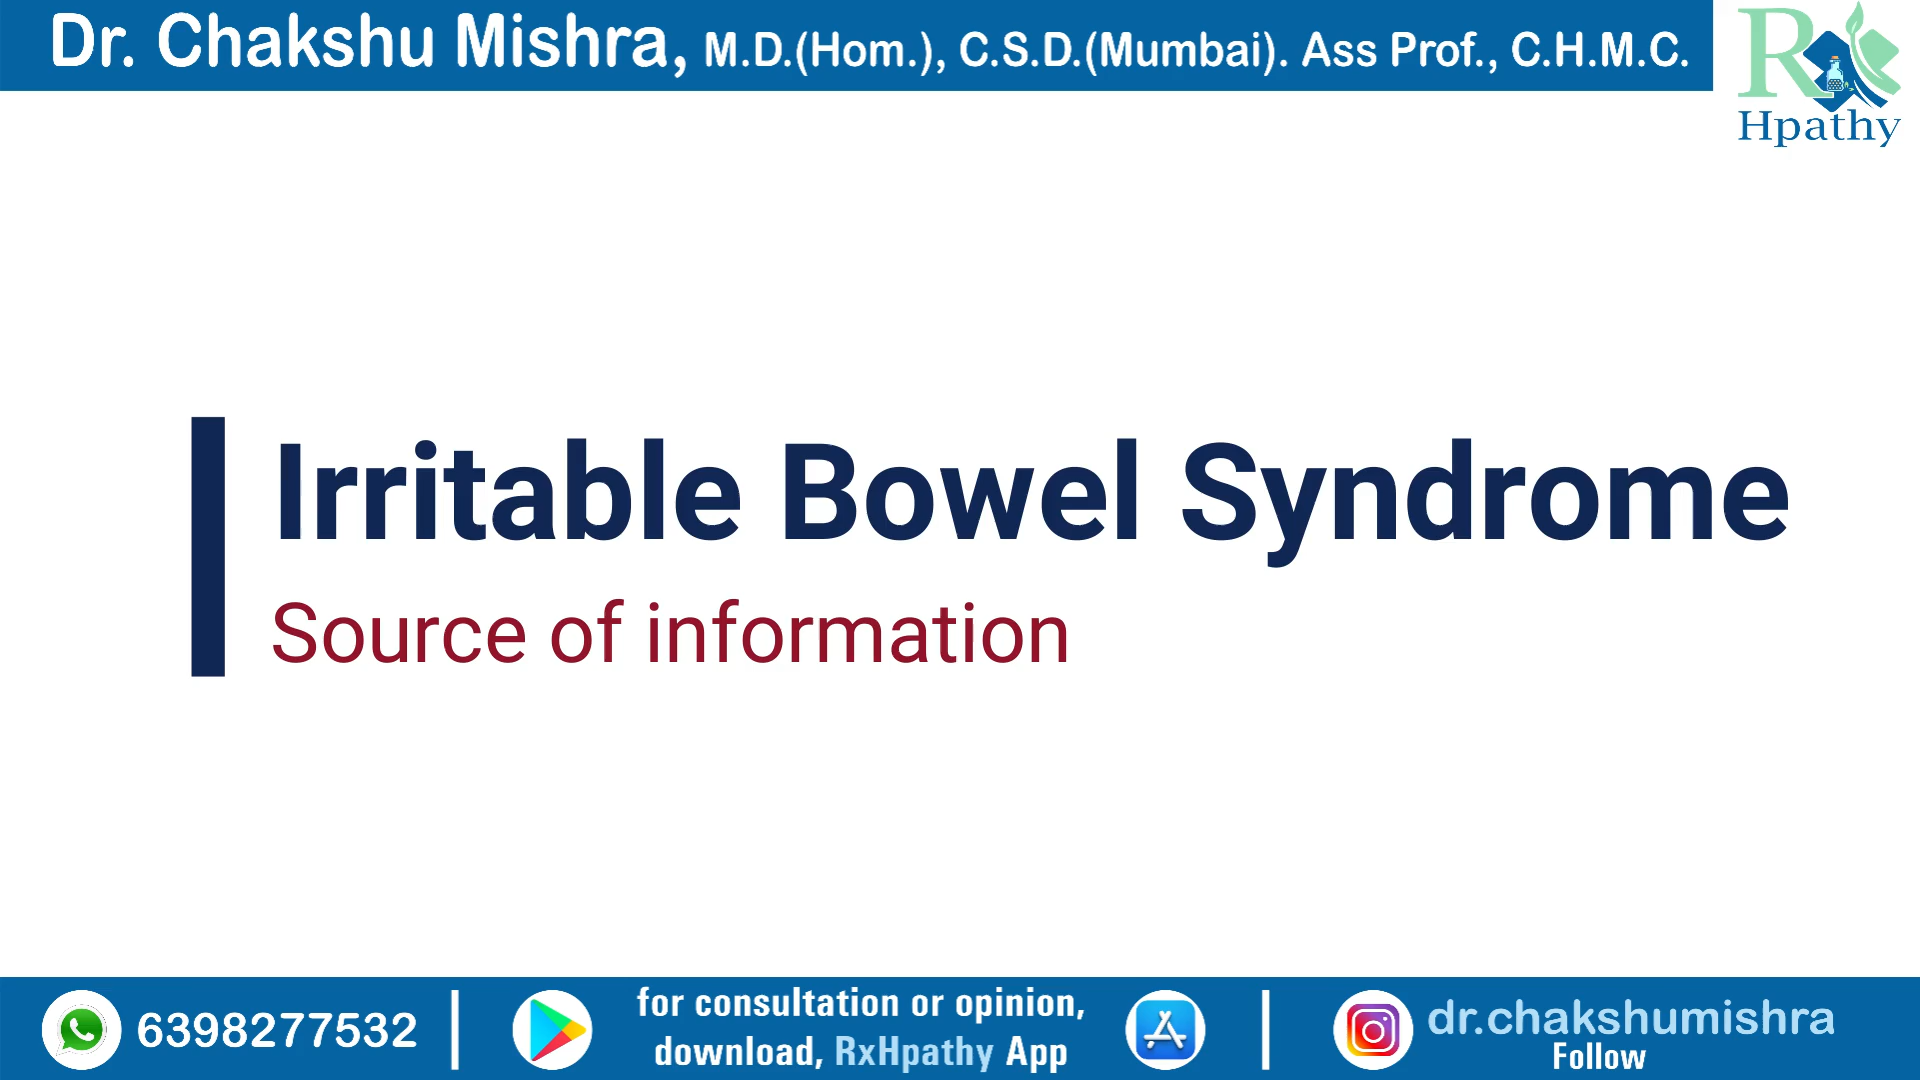 Dr. Chakshu Mishra, M.D.(Hom.), C.S.D.(Mumbai). Ass Prof., C.H.M.C.
Rx
Hpathy
Irritable Bowel Syndrome
Source of information
6398277532
for consultation or opinion,
download, RxHpathy App
dr.chakshumishra
Follow